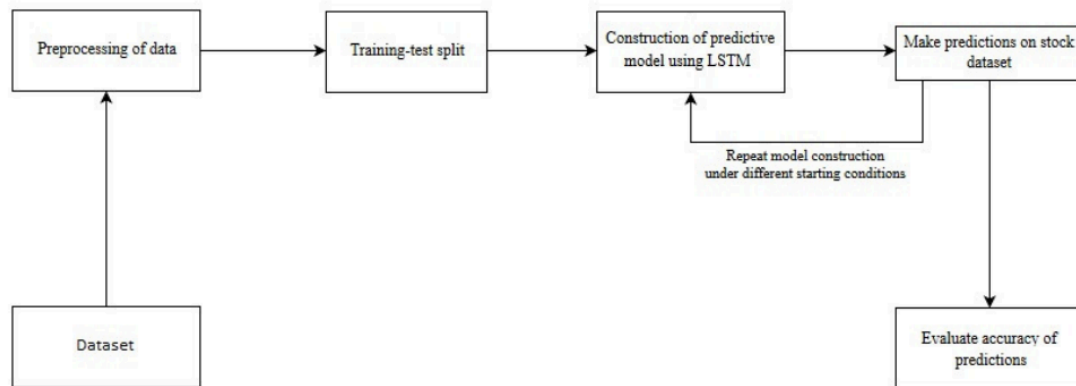 Preprocessing of data
Training-test split
Construction of predictive
model using LSTM
Make predictions on stock
dataset
Repeat model construction
under different starting conditions
Dataset
Evaluate accuracy of
predictions